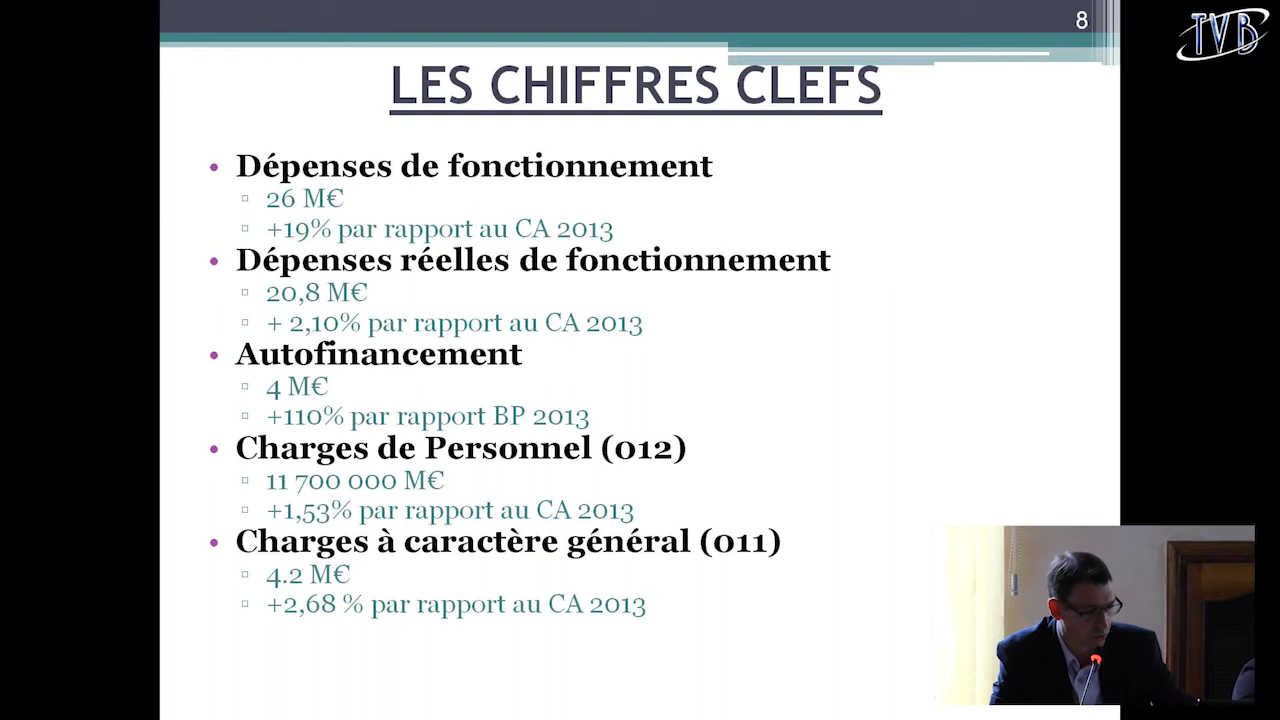 8
TVB
LES CHIFFRES CLEFS
• Dépenses de fonctionnement
▫ 26 M€
▫ +19% par rapport au CA 2013
• Dépenses réelles de fonctionnement
▫ 20,8 M€
▫ + 2,10% par rapport au CA 2013
• Autofinancement
▫ 4 M€
▫ +110% par rapport BP 2013
• Charges de Personnel (012)
▫ 11 700 000 M€
▫ +1,53% par rapport au CA 2013
• Charges à caractère général (011)
▫ 4.2 M€
▫ +2,68 % par rapport au CA 2013